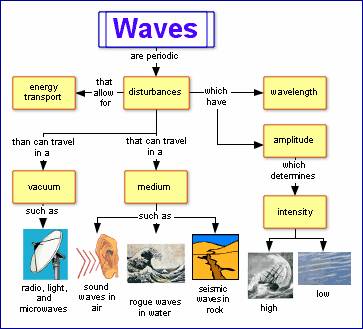 Waves
are periodic
energy
transport
that
allow
for
disturbances
which
have
wavelength
than can travel
in a
that can travel
in a
amplitude
which
determines
vacuum
medium
intensity
such as
such as
radio, light,
and
microwaves
sound
waves in
air
rogue waves
in water
seismic
waves in
rock
high
low